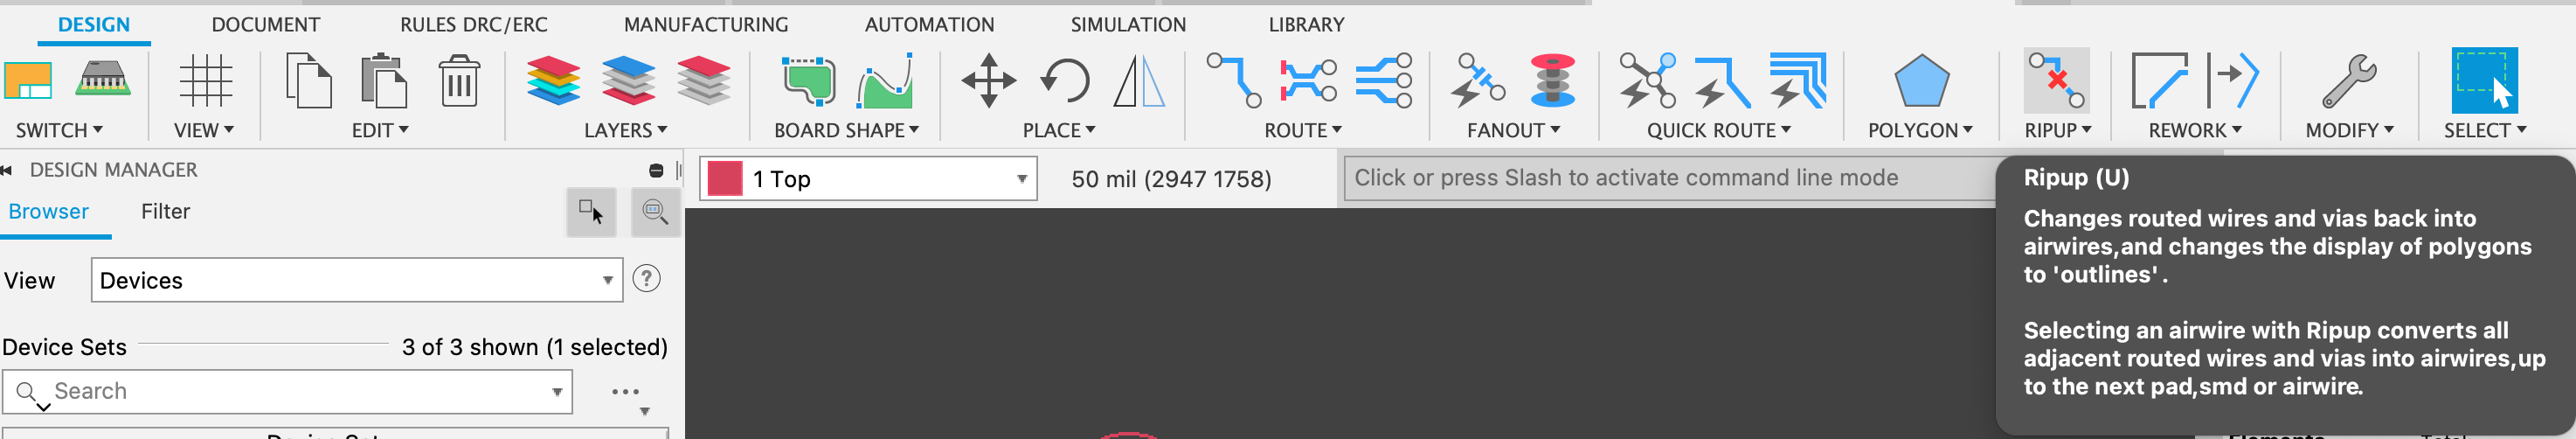 DESIGN DOCUMENT RULES DRC/ERC MANUFACTURING AUTOMATION SIMULATION LIBRARY
SWITCH VIEW EDIT LAYERS BOARD SHAPE PLACE ROUTE FANOUT QUICK ROUTE POLYGON RIPUP REWORK MODIFY SELECT
DESIGN MANAGER
Browser Filter
View Devices ?
Device Sets 3 of 3 shown (1 selected)
Search
1 Top 50 mil (2947 1758) Click or press Slash to activate command line mode
Ripup (U)
Changes routed wires and vias back into
airwires,and changes the display of polygons
to 'outlines'.
Selecting an airwire with Ripup converts all
adjacent routed wires and vias into airwires,up
to the next pad,smd or airwire.